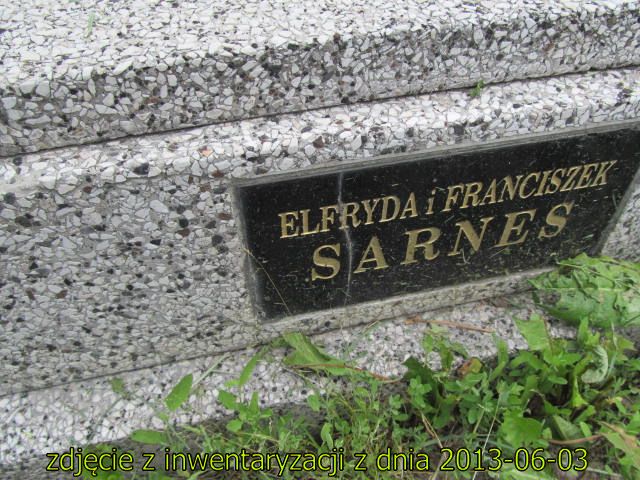 ELFRYDA i FRANCISZEK
SARNES
zdjęcie z inwentaryzacji z dnia 2013-06-03